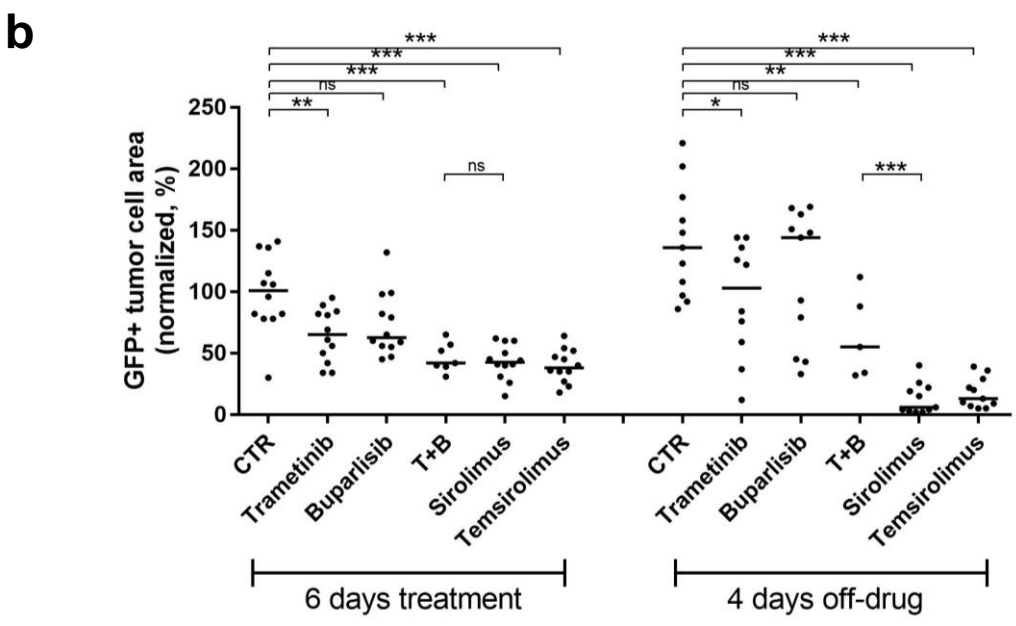 b
***
***
***
ns
**
ns
***
***
**
ns
*
***
GFP+ tumor cell area
(normalized, %)
250
200
150
100
50
0
CTR
Trametinib
Buparlisib
T+B
Sirolimus
Temsirolimus
CTR
Trametinib
Buparlisib
T+B
Sirolimus
Temsirolimus
6 days treatment
4 days off-drug